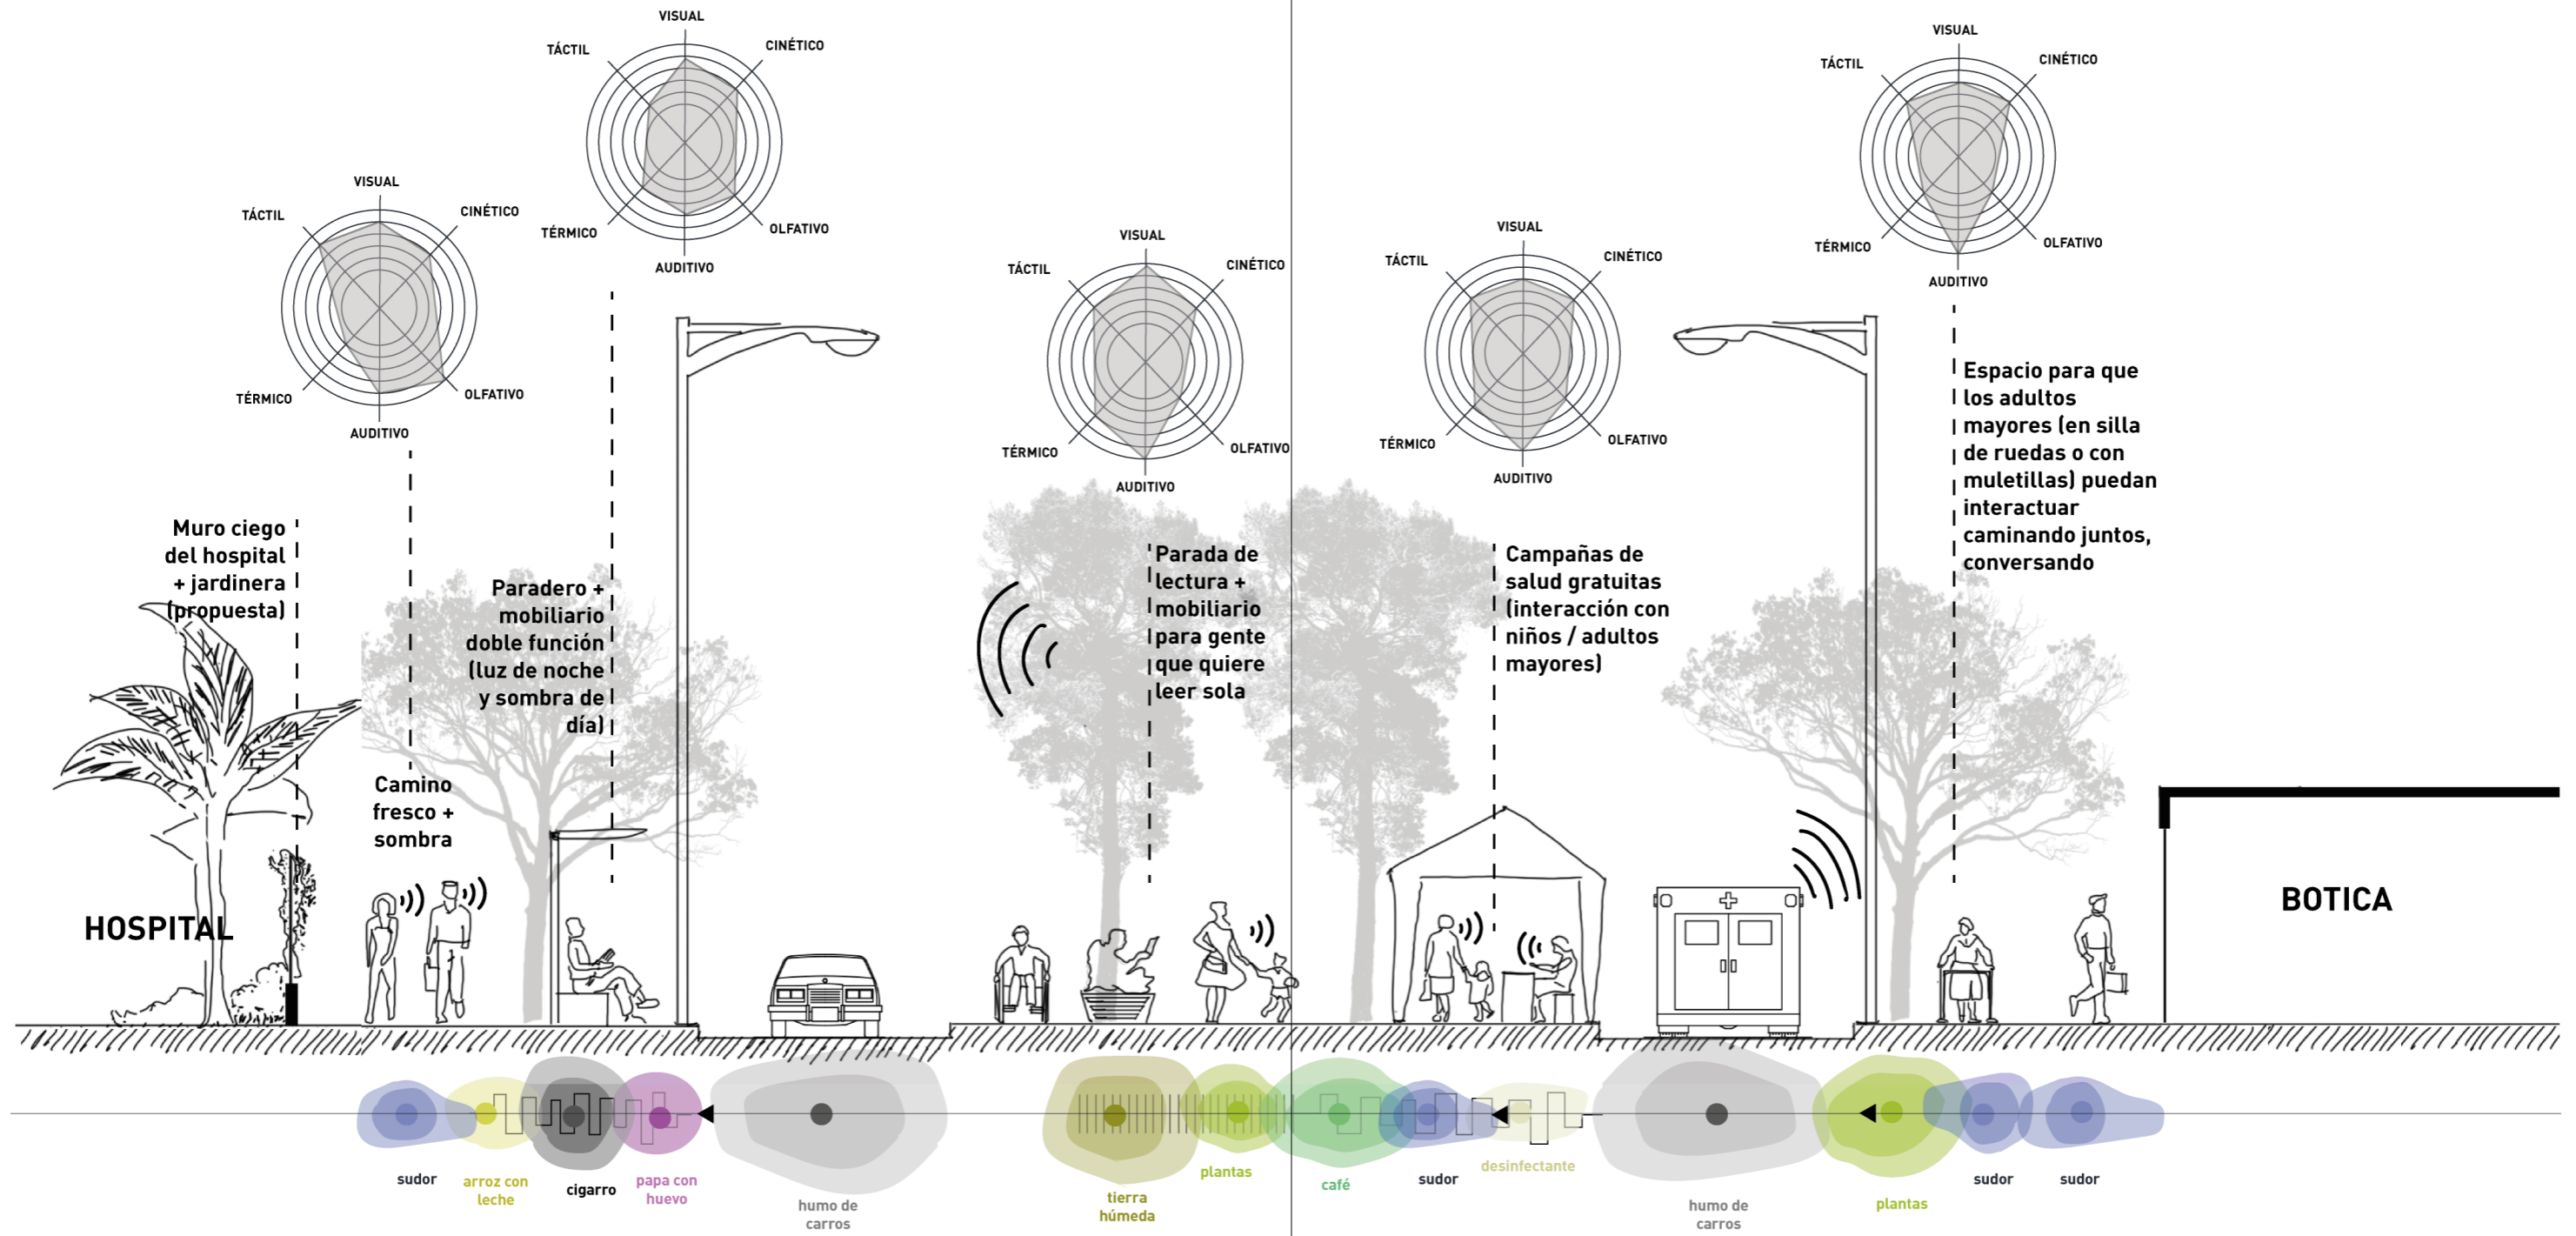 VISUAL
TÁCTIL
CINÉTICO
TÉRMICO
OLFATIVO
AUDITIVO
VISUAL
TÁCTIL
CINÉTICO
TÉRMICO
OLFATIVO
AUDITIVO
VISUAL
TÁCTIL
CINÉTICO
TÉRMICO
OLFATIVO
AUDITIVO
VISUAL
TÁCTIL
CINÉTICO
TÉRMICO
OLFATIVO
AUDITIVO
VISUAL
TÁCTIL
CINÉTICO
TÉRMICO
OLFATIVO
AUDITIVO
Muro ciego
del hospital
+ jardinera
(propuesta)
Camino
fresco +
sombra
Paradero +
mobiliario
doble función
(luz de noche
y sombra de
día)
Parada de
lectura +
mobiliario
para gente
que quiere
leer sola
Campañas de
salud gratuitas
(interacción con
niños / adultos
mayores)
Espacio para que
los adultos
mayores (en silla
de ruedas o con
muletillas) puedan
interactuar
caminando juntos,
conversando
HOSPITAL
BOTICA
sudor
arroz con
leche
cigarro
papa con
huevo
humo de
carros
tierra
húmeda
plantas
café
sudor
desinfectante
humo de
carros
plantas
sudor
sudor